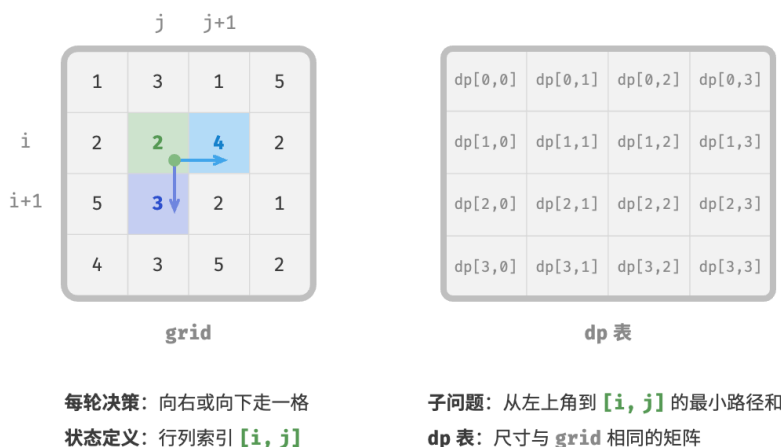 j j+1
1 3 1 5
i 2 2 4 2
i+1 5 3 2 1
4 3 5 2
grid
dp[0,0] dp[0,1] dp[0,2] dp[0,3]
dp[1,0] dp[1,1] dp[1,2] dp[1,3]
dp[2,0] dp[2,1] dp[2,2] dp[2,3]
dp[3,0] dp[3,1] dp[3,2] dp[3,3]
dp 表
每轮决策：向右或向下走一格
状态定义：行列索引 [i, j]
子问题：从左上角到 [i, j] 的最小路径和
dp 表：尺寸与 grid 相同的矩阵